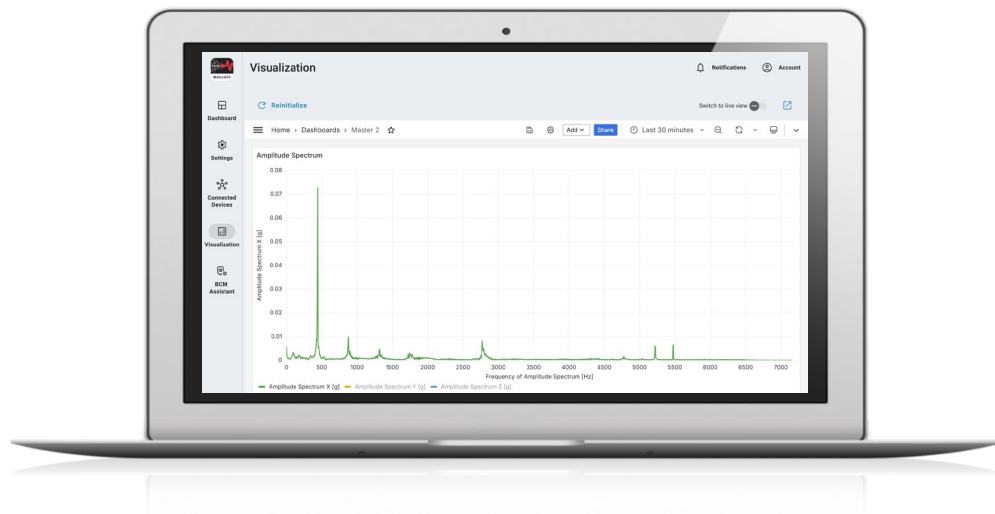 BALLUFF
Visualization
Notifications
Account
Dashboard
Settings
Connected
Devices
Visualization
BCM
Assistant
Reinitialize
Switch to live view
Home › Dashboards › Master 2
Add
Share
Last 30 minutes
Amplitude Spectrum
Amplitude Spectrum X [g]
0.08
0.07
0.06
0.05
0.04
0.03
0.02
0.01
0
0 500 1000 1500 2000 2500 3000 3500 4000 4500 5000 5500 6000 6500 7000
Frequency of Amplitude Spectrum [Hz]
Amplitude Spectrum X [g] Amplitude Spectrum Y [g] Amplitude Spectrum Z [g]